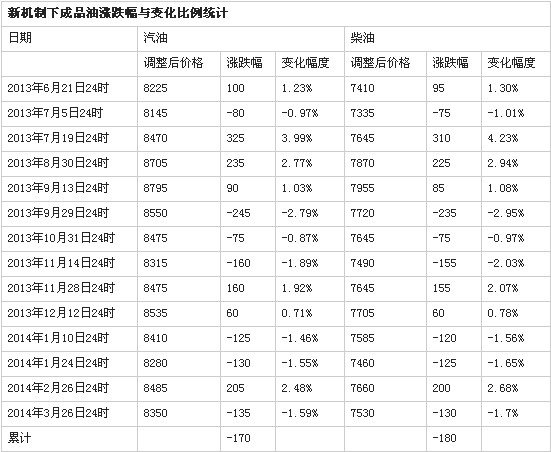 新机制下成品油涨跌幅与变化比例统计
日期 汽油 柴油
调整后价格 涨跌幅 变化幅度 调整后价格 涨跌幅 变化幅度
2013年6月21日24时 8225 100 1.23% 7410 95 1.30%
2013年7月5日24时 8145 -80 -0.97% 7335 -75 -1.01%
2013年7月19日24时 8470 325 3.99% 7645 310 4.23%
2013年8月30日24时 8705 235 2.77% 7870 225 2.94%
2013年9月13日24时 8795 90 1.03% 7955 85 1.08%
2013年9月29日24时 8550 -245 -2.79% 7720 -235 -2.95%
2013年10月31日24时 8475 -75 -0.87% 7645 -75 -0.97%
2013年11月14日24时 8315 -160 -1.89% 7490 -155 -2.03%
2013年11月28日24时 8475 160 1.92% 7645 155 2.07%
2013年12月12日24时 8535 60 0.71% 7705 60 0.78%
2014年1月10日24时 8410 -125 -1.46% 7585 -120 -1.56%
2014年1月24日24时 8280 -130 -1.55% 7460 -125 -1.65%
2014年2月26日24时 8485 205 2.48% 7660 200 2.68%
2014年3月26日24时 8350 -135 -1.59% 7530 -130 -1.7%
累计 -170 -180